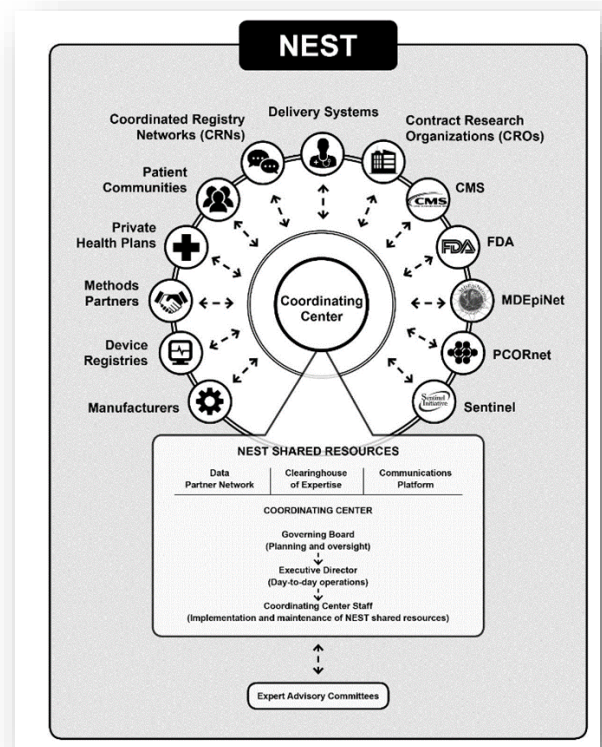 NEST
Delivery Systems
Coordinated Registry
Networks (CRNs)
Contract Research
Organizations (CROs)
Patient
Communities
CMS
CMS
Private
Health Plans
FDA
FDA
Methods
Partners
Coordinating
Center
MDEpiNet
Device
Registries
PCORnet
Manufacturers
Sentinel
Initiative
Sentinel
NEST SHARED RESOURCES
Data
Partner Network
Clearinghouse
of Expertise
Communications
Platform
COORDINATING CENTER
Governing Board
(Planning and oversight)
Executive Director
(Day-to-day operations)
Coordinating Center Staff
(Implementation and maintenance of NEST shared resources)
Expert Advisory Committees